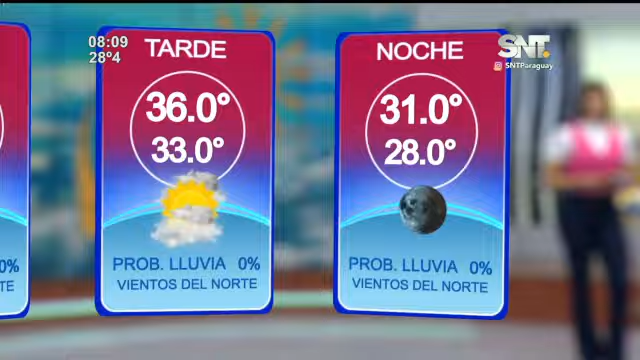 08:09
28°4
TARDE
36.0°
33.0°
PROB. LLUVIA 0%
VIENTOS DEL NORTE
NOCHE
31.0°
28.0°
PROB. LLUVIA 0%
VIENTOS DEL NORTE
SNT.
SNTParaguay
0%
TE